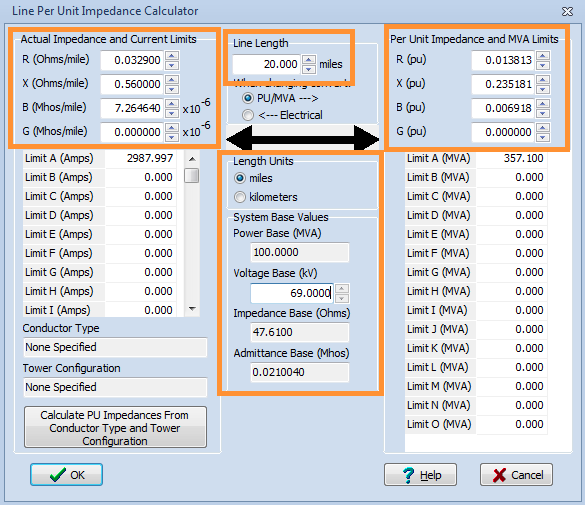 Line Per Unit Impedance Calculator
Actual Impedance and Current Limits
R (Ohms/mile) 0.032900
X (Ohms/mile) 0.560000
B (Mhos/mile) 7.264640 x10-6
G (Mhos/mile) 0.000000 x10-6
Limit A (Amps) 2987.997
Limit B (Amps) 0.000
Limit C (Amps) 0.000
Limit D (Amps) 0.000
Limit E (Amps) 0.000
Limit F (Amps) 0.000
Limit G (Amps) 0.000
Limit H (Amps) 0.000
Limit I (Amps) 0.000
Conductor Type
None Specified
Tower Configuration
None Specified
Calculate PU Impedances From
Conductor Type and Tower
Configuration
OK
Line Length
20.000 miles
PU/MVA --->
<--- Electrical
Length Units
miles
kilometers
System Base Values
Power Base (MVA)
100.0000
Voltage Base (kV)
69.0000
Impedance Base (Ohms)
47.6100
Admittance Base (Mhos)
0.0210040
Per Unit Impedance and MVA Limits
R (pu) 0.013813
X (pu) 0.235181
B (pu) 0.006918
G (pu) 0.000000
Limit A (MVA) 357.100
Limit B (MVA) 0.000
Limit C (MVA) 0.000
Limit D (MVA) 0.000
Limit E (MVA) 0.000
Limit F (MVA) 0.000
Limit G (MVA) 0.000
Limit H (MVA) 0.000
Limit I (MVA) 0.000
Limit J (MVA) 0.000
Limit K (MVA) 0.000
Limit L (MVA) 0.000
Limit M (MVA) 0.000
Limit N (MVA) 0.000
Limit O (MVA) 0.000
? Help
Cancel